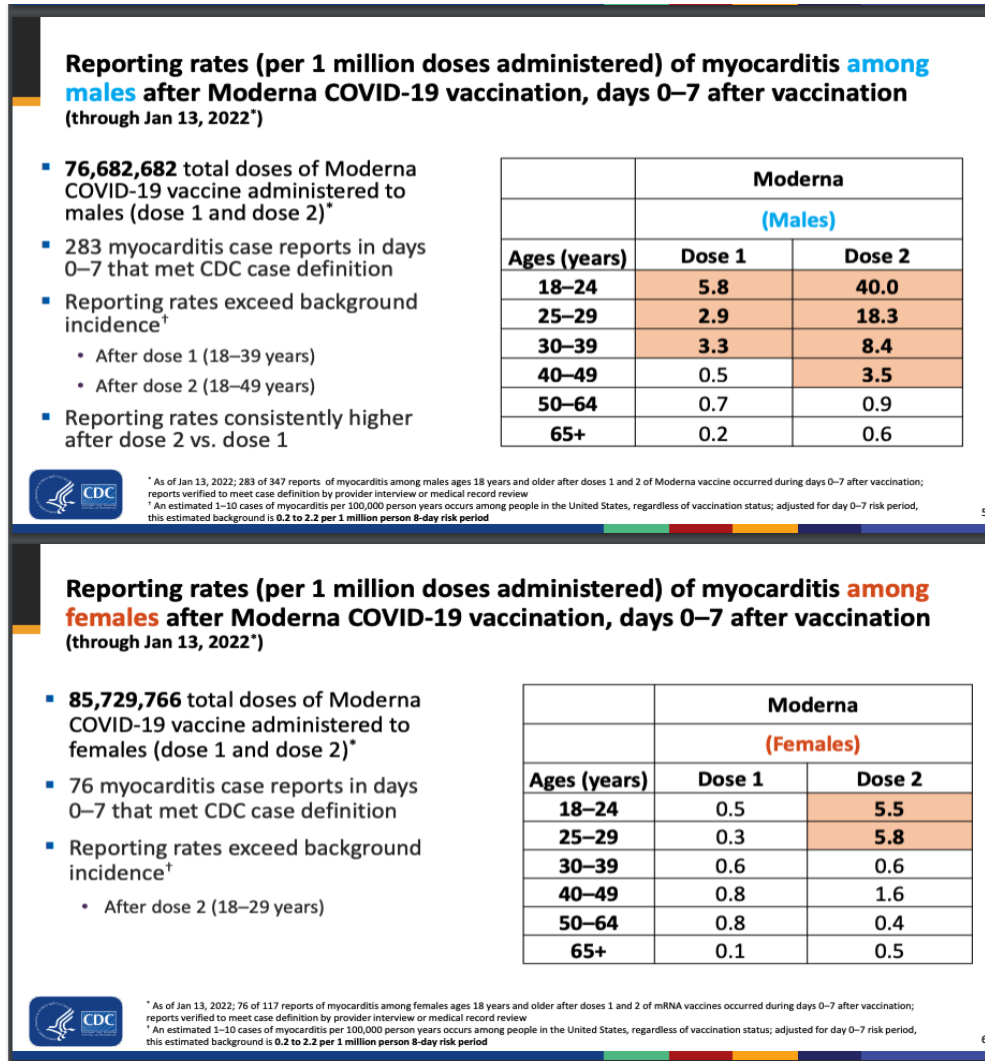 Reporting rates (per 1 million doses administered) of myocarditis among
males after Moderna COVID-19 vaccination, days 0–7 after vaccination
(through Jan 13, 2022*)
▪ 76,682,682 total doses of Moderna
COVID-19 vaccine administered to
males (dose 1 and dose 2)*
▪ 283 myocarditis case reports in days
0–7 that met CDC case definition
▪ Reporting rates exceed background
incidence†
• After dose 1 (18–39 years)
• After dose 2 (18–49 years)
▪ Reporting rates consistently higher
after dose 2 vs. dose 1
Moderna
(Males)
Ages (years) Dose 1 Dose 2
18–24 5.8 40.0
25–29 2.9 18.3
30–39 3.3 8.4
40–49 0.5 3.5
50–64 0.7 0.9
65+ 0.2 0.6
CDC
* As of Jan 13, 2022; 283 of 347 reports of myocarditis among males ages 18 years and older after doses 1 and 2 of Moderna vaccine occurred during days 0–7 after vaccination;
reports verified to meet case definition by provider interview or medical record review
† An estimated 1–10 cases of myocarditis per 100,000 person years occurs among people in the United States, regardless of vaccination status; adjusted for day 0–7 risk period,
this estimated background is 0.2 to 2.2 per 1 million person 8-day risk period
Reporting rates (per 1 million doses administered) of myocarditis among
females after Moderna COVID-19 vaccination, days 0–7 after vaccination
(through Jan 13, 2022*)
▪ 85,729,766 total doses of Moderna
COVID-19 vaccine administered to
females (dose 1 and dose 2)*
▪ 76 myocarditis case reports in days
0–7 that met CDC case definition
▪ Reporting rates exceed background
incidence†
• After dose 2 (18–29 years)
Moderna
(Females)
Ages (years) Dose 1 Dose 2
18–24 0.5 5.5
25–29 0.3 5.8
30–39 0.6 0.6
40–49 0.8 1.6
50–64 0.8 0.4
65+ 0.1 0.5
CDC
* As of Jan 13, 2022; 76 of 117 reports of myocarditis among females ages 18 years and older after doses 1 and 2 of mRNA vaccines occurred during days 0–7 after vaccination;
reports verified to meet case definition by provider interview or medical record review
† An estimated 1–10 cases of myocarditis per 100,000 person years occurs among people in the United States, regardless of vaccination status; adjusted for day 0–7 risk period,
this estimated background is 0.2 to 2.2 per 1 million person 8-day risk period